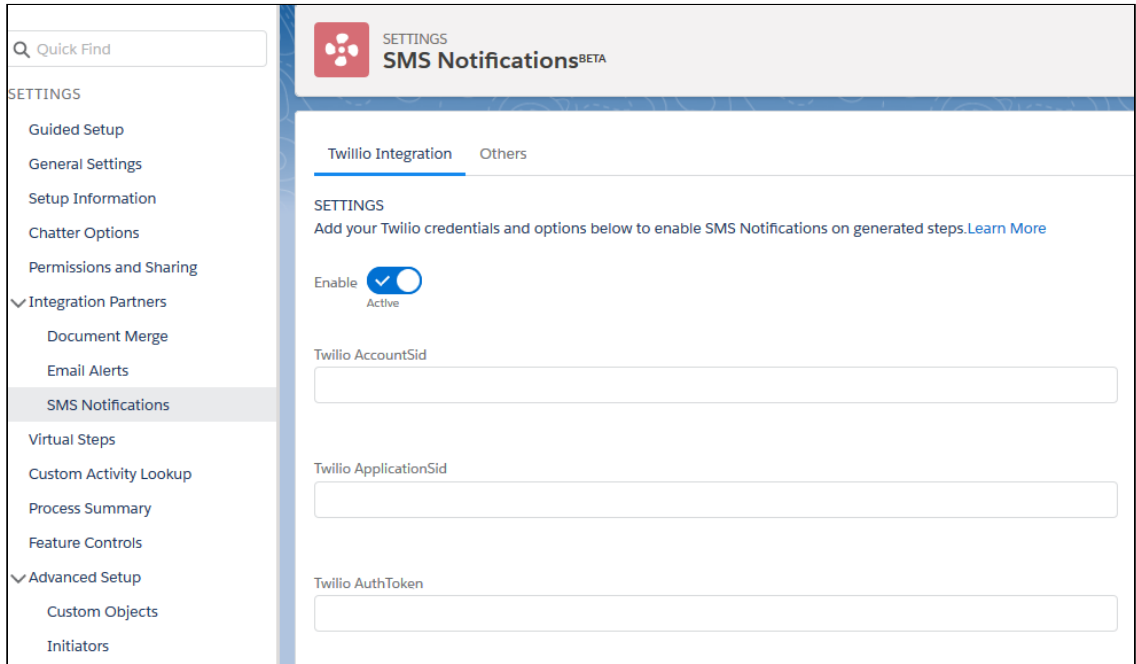 Quick Find
SETTINGS
Guided Setup
General Settings
Setup Information
Chatter Options
Permissions and Sharing
Integration Partners
Document Merge
Email Alerts
SMS Notifications
Virtual Steps
Custom Activity Lookup
Process Summary
Feature Controls
Advanced Setup
Custom Objects
Initiators
SETTINGS
SMS NotificationsBETA
Twillio Integration Others
SETTINGS
Add your Twilio credentials and options below to enable SMS Notifications on generated steps.Learn More
Enable
Active
Twilio AccountSid
Twilio ApplicationSid
Twilio AuthToken